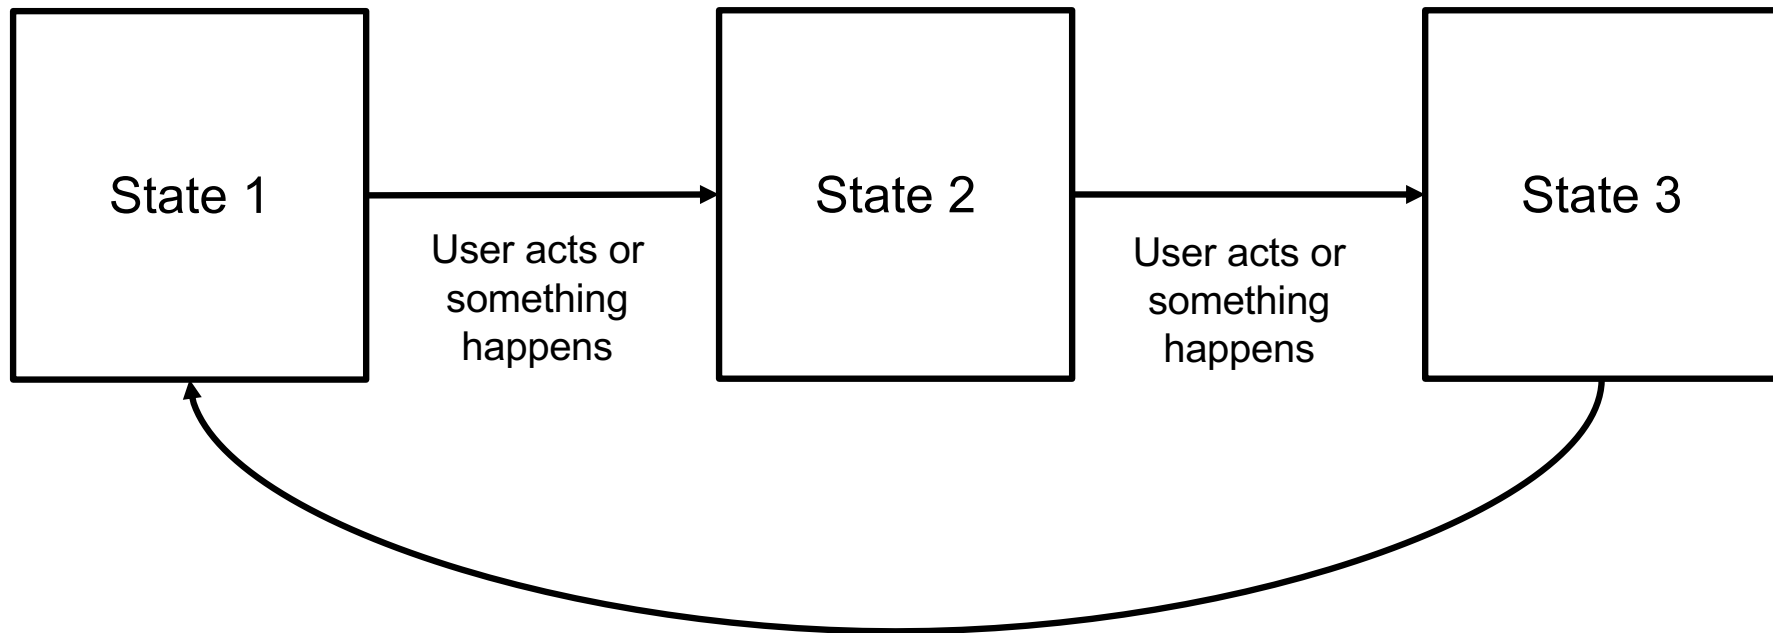 State 1
State 2
State 3
User acts or
something
happens
User acts or
something
happens